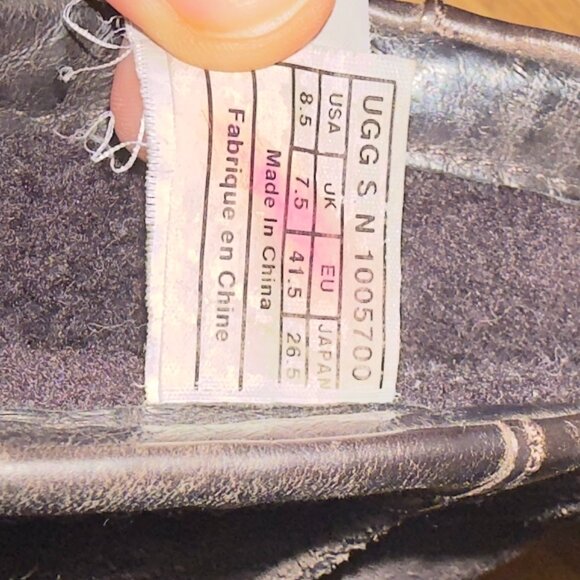 UGG S N 1005700
USA UK EU JAPAN
8.5 7.5 41.5 26.5
Made In China
Fabrique en Chine